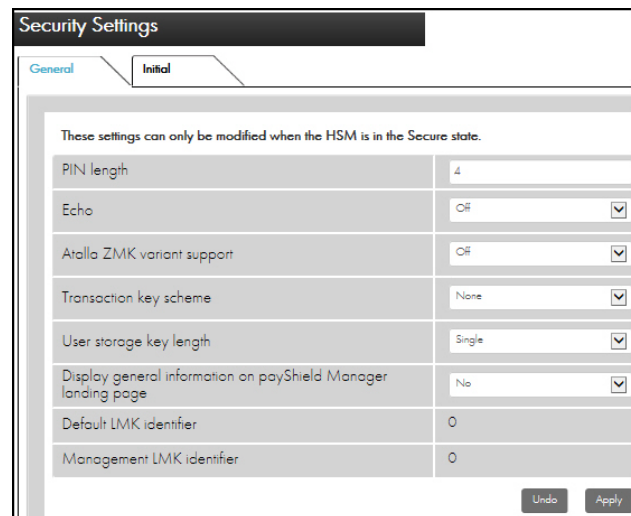 Security Settings
General Initial
These settings can only be modified when the HSM is in the Secure state.
PIN length 4
Echo Off
Atalla ZMK variant support Off
Transaction key scheme None
User storage key length Single
Display general information on payShield Manager
landing page No
Default LMK identifier 0
Management LMK identifier 0
Undo Apply